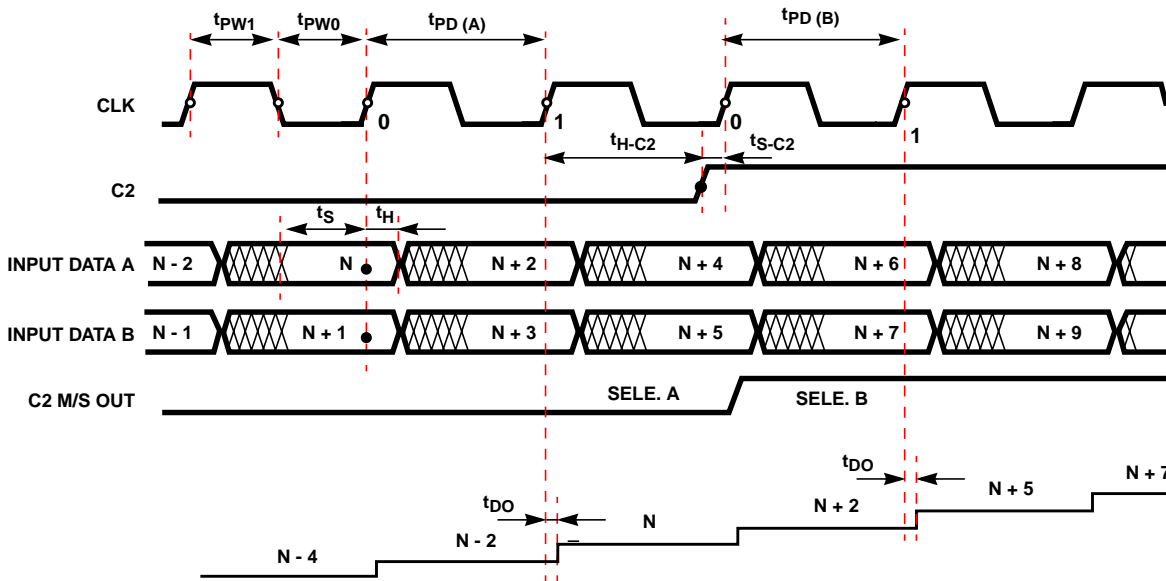 tPW1 tPW0 tPD (A) tPD (B)
CLK
0 1 0 1
tH-C2 tS-C2
C2
tS tH
INPUT DATA A N - 2 N N + 2 N + 4 N + 6 N + 8
INPUT DATA B N - 1 N + 1 N + 3 N + 5 N + 7 N + 9
C2 M/S OUT SELE. A SELE. B
tDO N + 7
N + 5
tDO N N + 2
N - 2
N - 4